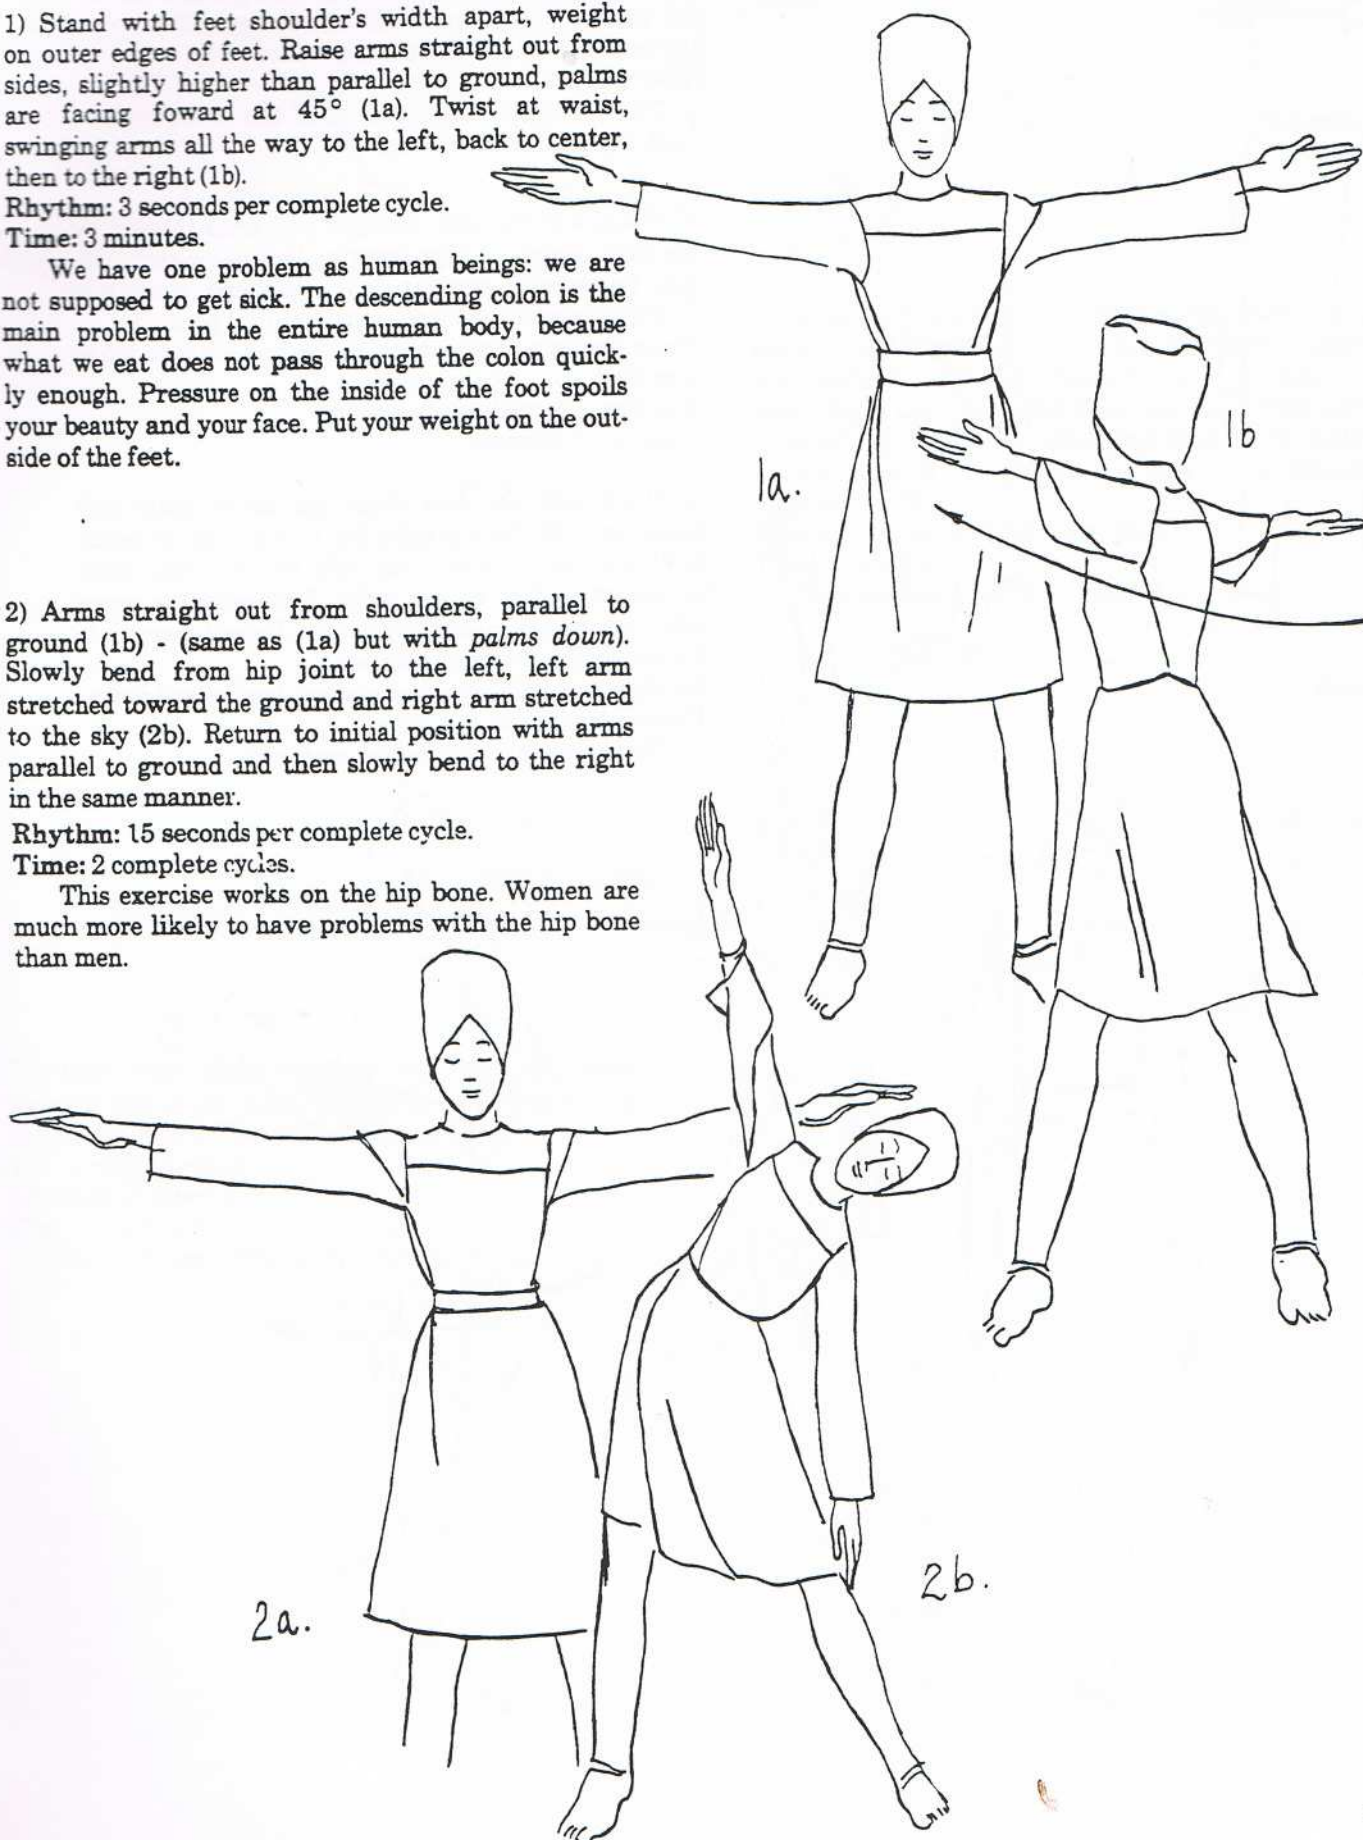 1) Stand with feet shoulder's width apart, weight
on outer edges of feet. Raise arms straight out from
sides, slightly higher than parallel to ground, palms
are facing foward at 45° (1a). Twist at waist,
swinging arms all the way to the left, back to center,
then to the right (1b).
Rhythm: 3 seconds per complete cycle.
Time: 3 minutes.
We have one problem as human beings: we are
not supposed to get sick. The descending colon is the
main problem in the entire human body, because
what we eat does not pass through the colon quick-
ly enough. Pressure on the inside of the foot spoils
your beauty and your face. Put your weight on the out-
side of the feet.
1a.
1b
2) Arms straight out from shoulders, parallel to
ground (1b) - (same as (1a) but with palms down).
Slowly bend from hip joint to the left, left arm
stretched toward the ground and right arm stretched
to the sky (2b). Return to initial position with arms
parallel to ground and then slowly bend to the right
in the same manner.
Rhythm: 15 seconds per complete cycle.
Time: 2 complete cycles.
This exercise works on the hip bone. Women are
much more likely to have problems with the hip bone
than men.
2a.
2b.